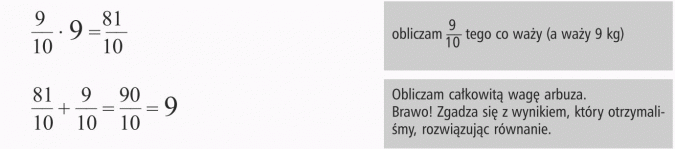 9/10 · 9 = 81/10
obliczam 9/10 tego co waży (a waży 9 kg)
81/10 + 9/10 = 90/10 = 9
Obliczam całkowitą wagę arbuza.
Brawo! Zgadza się z wynikiem, który otrzymali-
śmy, rozwiązując równanie.